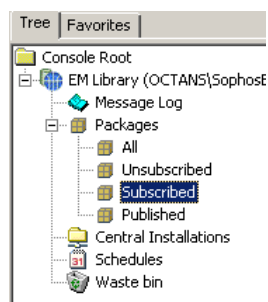 Tree Favorites
Console Root
EM Library (OCTANS\SophosE
Message Log
Packages
All
Unsubscribed
Subscribed
Published
Central Installations
31 Schedules
Waste bin